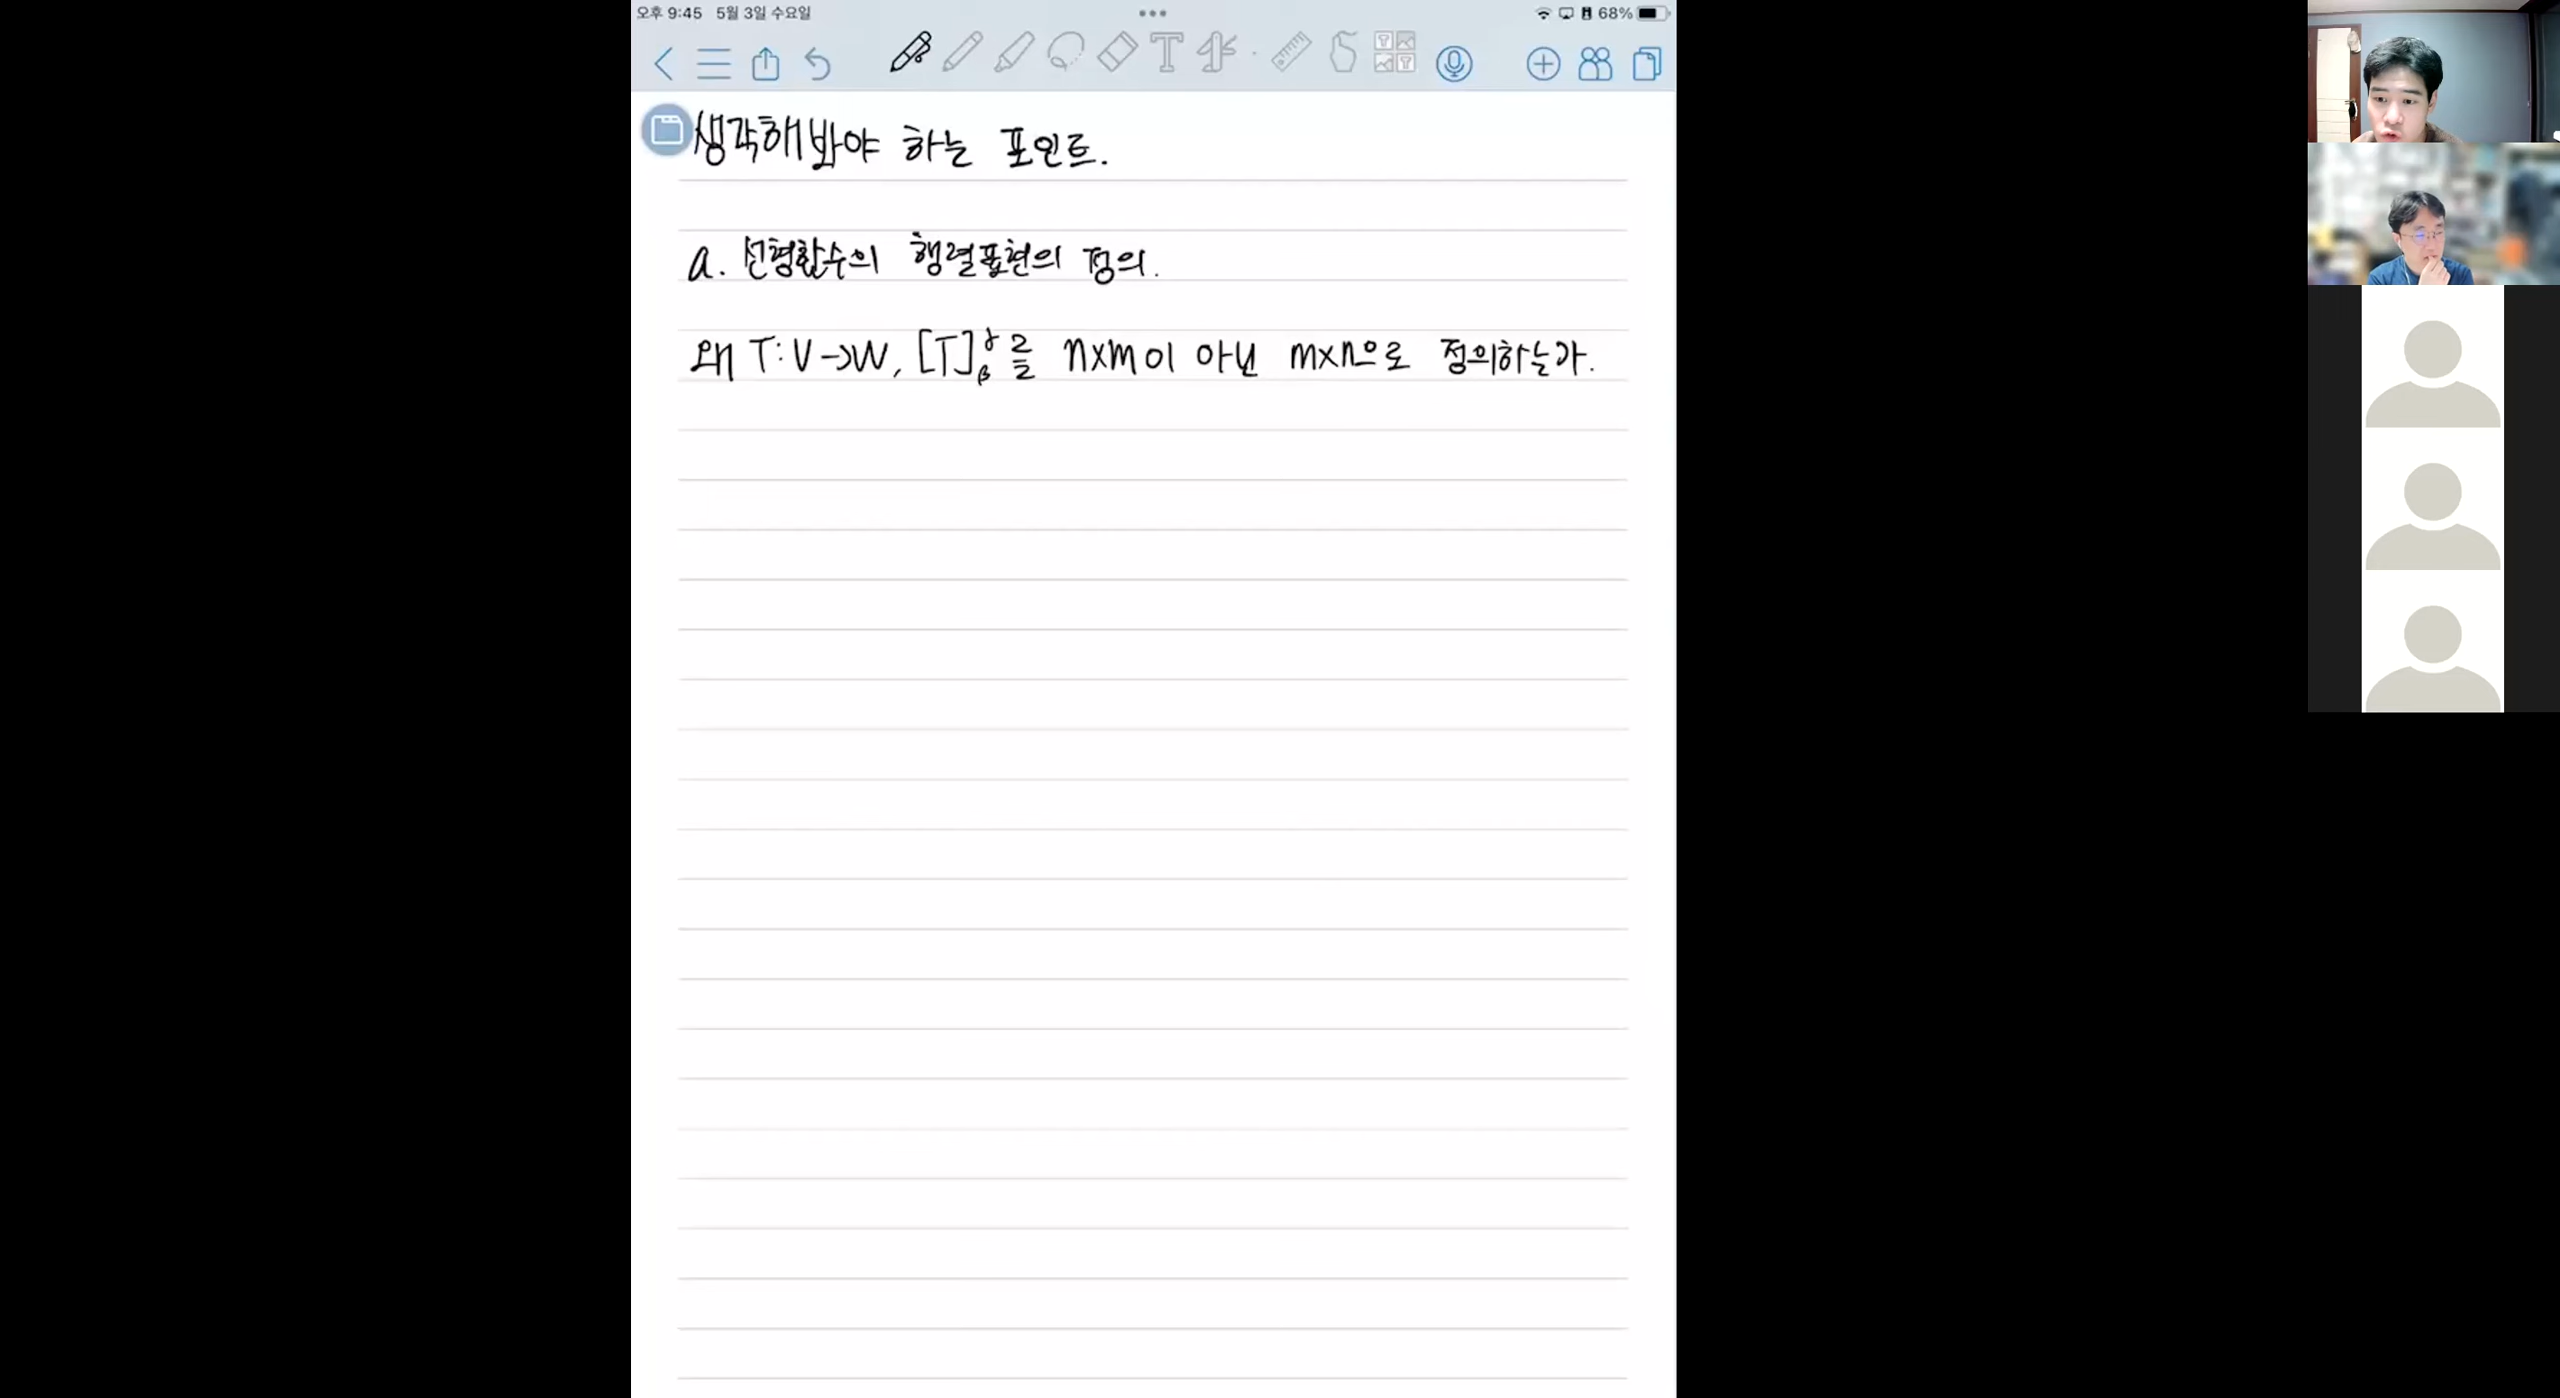 오후 9:45 5월 3일 수요일 68%
생각해봐야 하는 포인트.
a. 선형함수의 행렬표현의 정의.
왜 T: V→W, [T]ᵧᵦ를 n×m이 아닌 m×n으로 정의하는가.